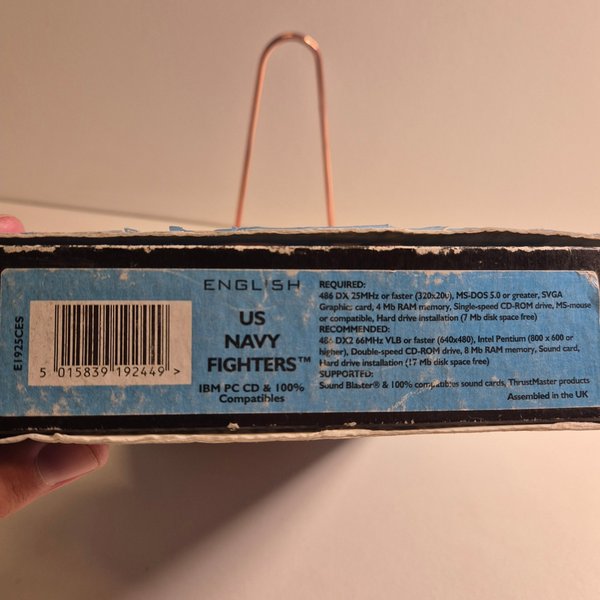 E1925CES
5 015839 192449 >
ENGLISH
US
NAVY
FIGHTERS™
IBM PC CD & 100%
Compatibles
REQUIRED:
486 DX 25MHz or faster (320x200), MS-DOS 5.0 or greater, SVGA
Graphic card, 4 Mb RAM memory, Single-speed CD-ROM drive, MS-mouse
or compatible, Hard drive installation (7 Mb disk space free)
RECOMMENDED:
486 DX2 66MHz VLB or faster (640x480), Intel Pentium (800 x 600 or
higher), Double-speed CD-ROM drive, 8 Mb RAM memory, Sound card,
Hard drive installation (17 Mb disk space free)
SUPPORTED:
Sound Blaster® & 100% compatibles sound cards, ThrustMaster products
Assembled in the UK